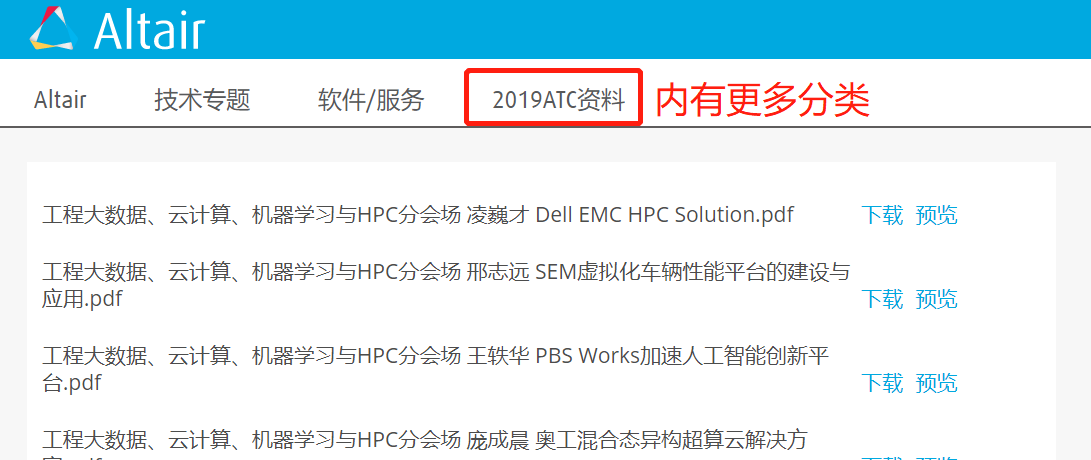 Altair
Altair 技术专题 软件/服务 2019ATC资料 内有更多分类
工程大数据、云计算、机器学习与HPC分会场 凌巍才 Dell EMC HPC Solution.pdf 下载 预览
工程大数据、云计算、机器学习与HPC分会场 邢志远 SEM虚拟化车辆性能平台的建设与
应用.pdf 下载 预览
工程大数据、云计算、机器学习与HPC分会场 王轶华 PBS Works加速人工智能创新平
台.pdf 下载 预览
工程大数据、云计算、机器学习与HPC分会场 庞成晨 奥工混合态异构超算云解决方